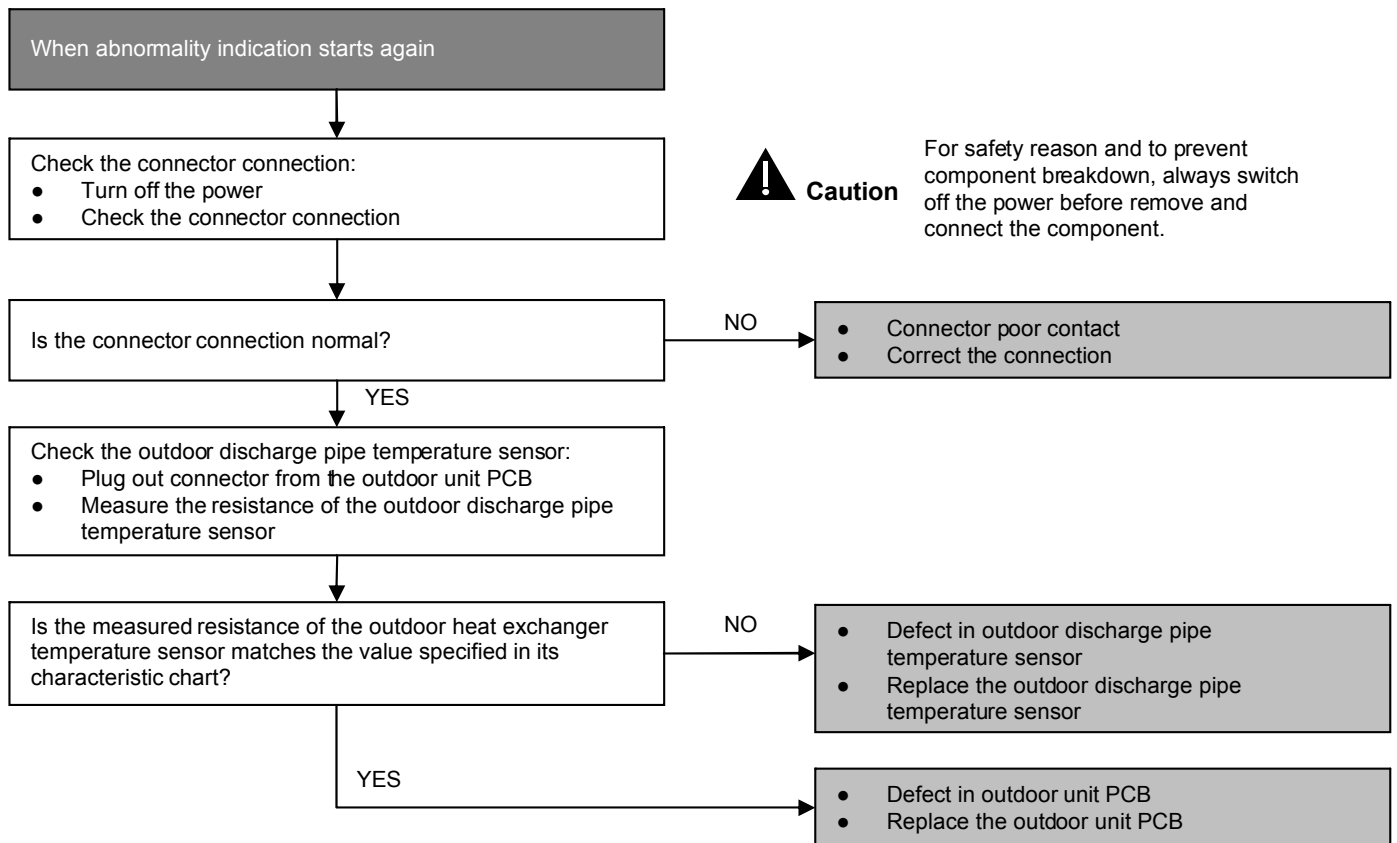 When abnormality indication starts again
Check the connector connection:
● Turn off the power
● Check the connector connection
Caution
For safety reason and to prevent
component breakdown, always switch
off the power before remove and
connect the component.
Is the connector connection normal?
NO
● Connector poor contact
● Correct the connection
YES
Check the outdoor discharge pipe temperature sensor:
● Plug out connector from the outdoor unit PCB
● Measure the resistance of the outdoor discharge pipe
temperature sensor
Is the measured resistance of the outdoor heat exchanger
temperature sensor matches the value specified in its
characteristic chart?
NO
● Defect in outdoor discharge pipe
temperature sensor
● Replace the outdoor discharge pipe
temperature sensor
YES
● Defect in outdoor unit PCB
● Replace the outdoor unit PCB